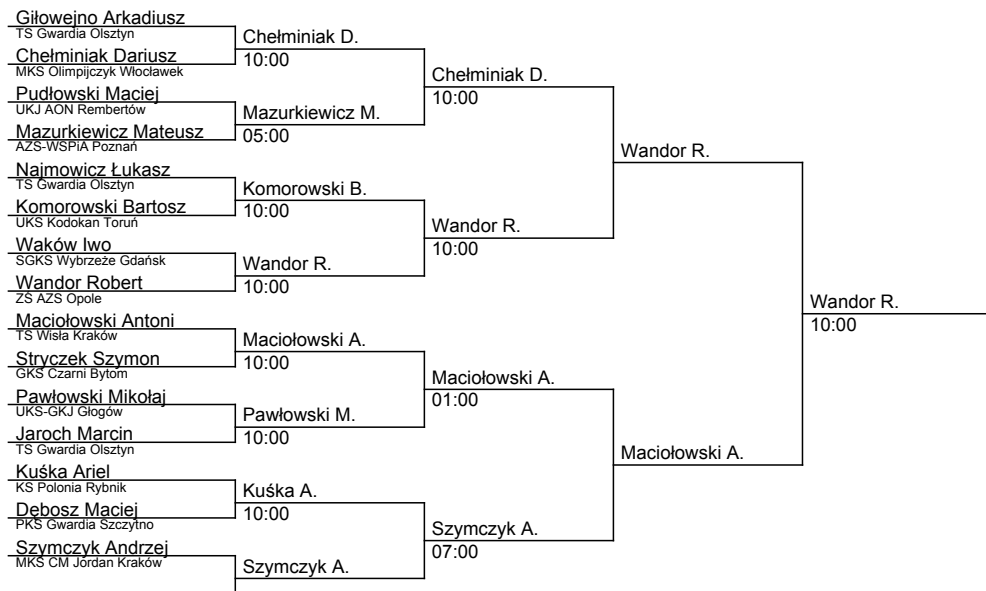 Giłowejno Arkadiusz
TS Gwardia Olsztyn
Chełminiak Dariusz
MKS Olimpijczyk Włocławek
Pudłowski Maciej
UKJ AON Rembertów
Mazurkiewicz Mateusz
AZS-WSPiA Poznań
Najmowicz Łukasz
TS Gwardia Olsztyn
Komorowski Bartosz
UKS Kodokan Toruń
Waków Iwo
SGKS Wybrzeże Gdańsk
Wandor Robert
ZŚ AZS Opole
Maciołowski Antoni
TS Wisła Kraków
Stryczek Szymon
GKS Czarni Bytom
Pawłowski Mikołaj
UKS-GKJ Głogów
Jaroch Marcin
TS Gwardia Olsztyn
Kuśka Ariel
KS Polonia Rybnik
Dębosz Maciej
PKS Gwardia Szczytno
Szymczyk Andrzej
MKS CM Jordan Kraków
Chełminiak D.
10:00
Mazurkiewicz M.
05:00
Komorowski B.
10:00
Wandor R.
10:00
Maciołowski A.
10:00
Pawłowski M.
10:00
Kuśka A.
10:00
Szymczyk A.
Chełminiak D.
10:00
Wandor R.
10:00
Maciołowski A.
01:00
Szymczyk A.
07:00
Wandor R.
Maciołowski A.
Wandor R.
10:00